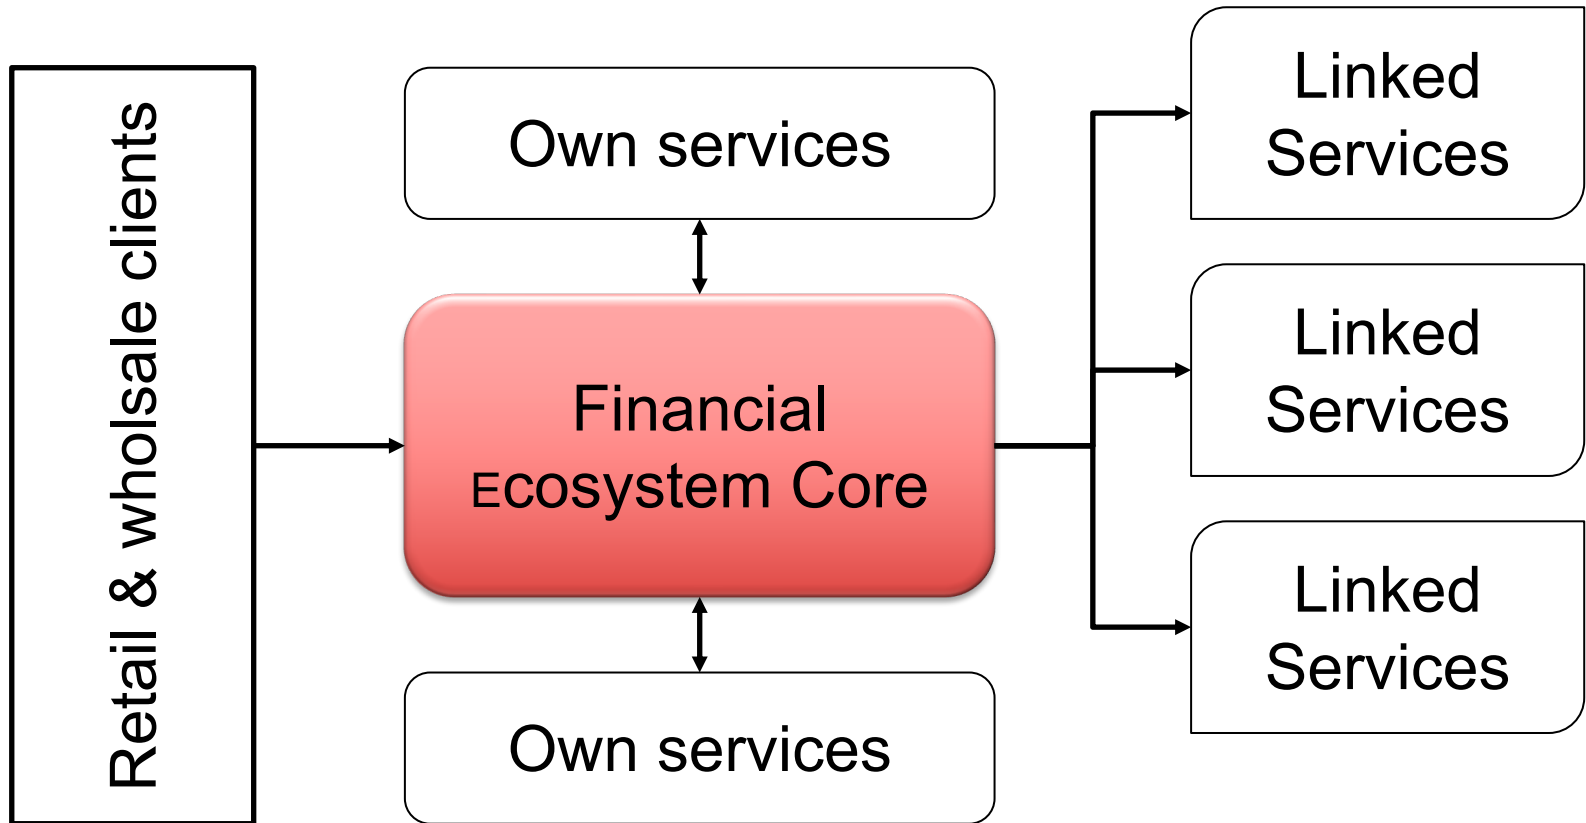 Retail & wholsale clients
Own services
Financial
Ecosystem Core
Own services
Linked
Services
Linked
Services
Linked
Services